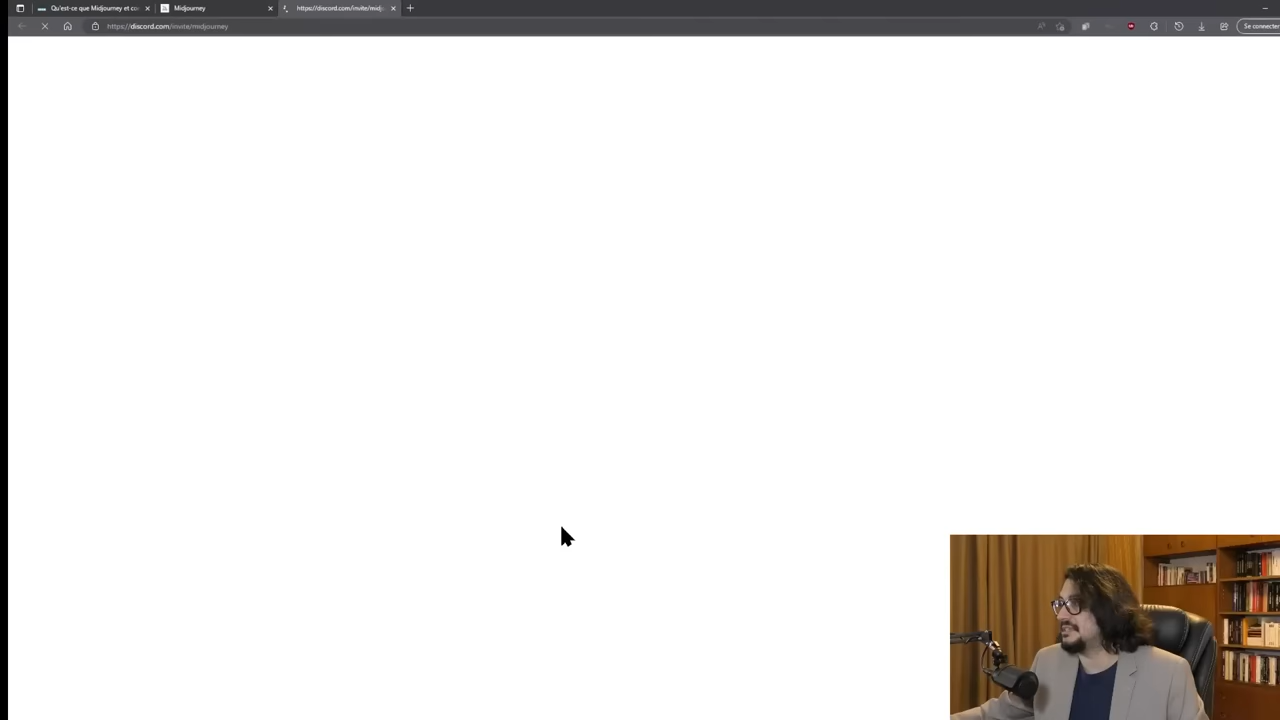 Qu'est-ce que Midjourney et co
Midjourney
https://discord.com/invite/midj
https://discord.com/invite/midjourney
Se connecter